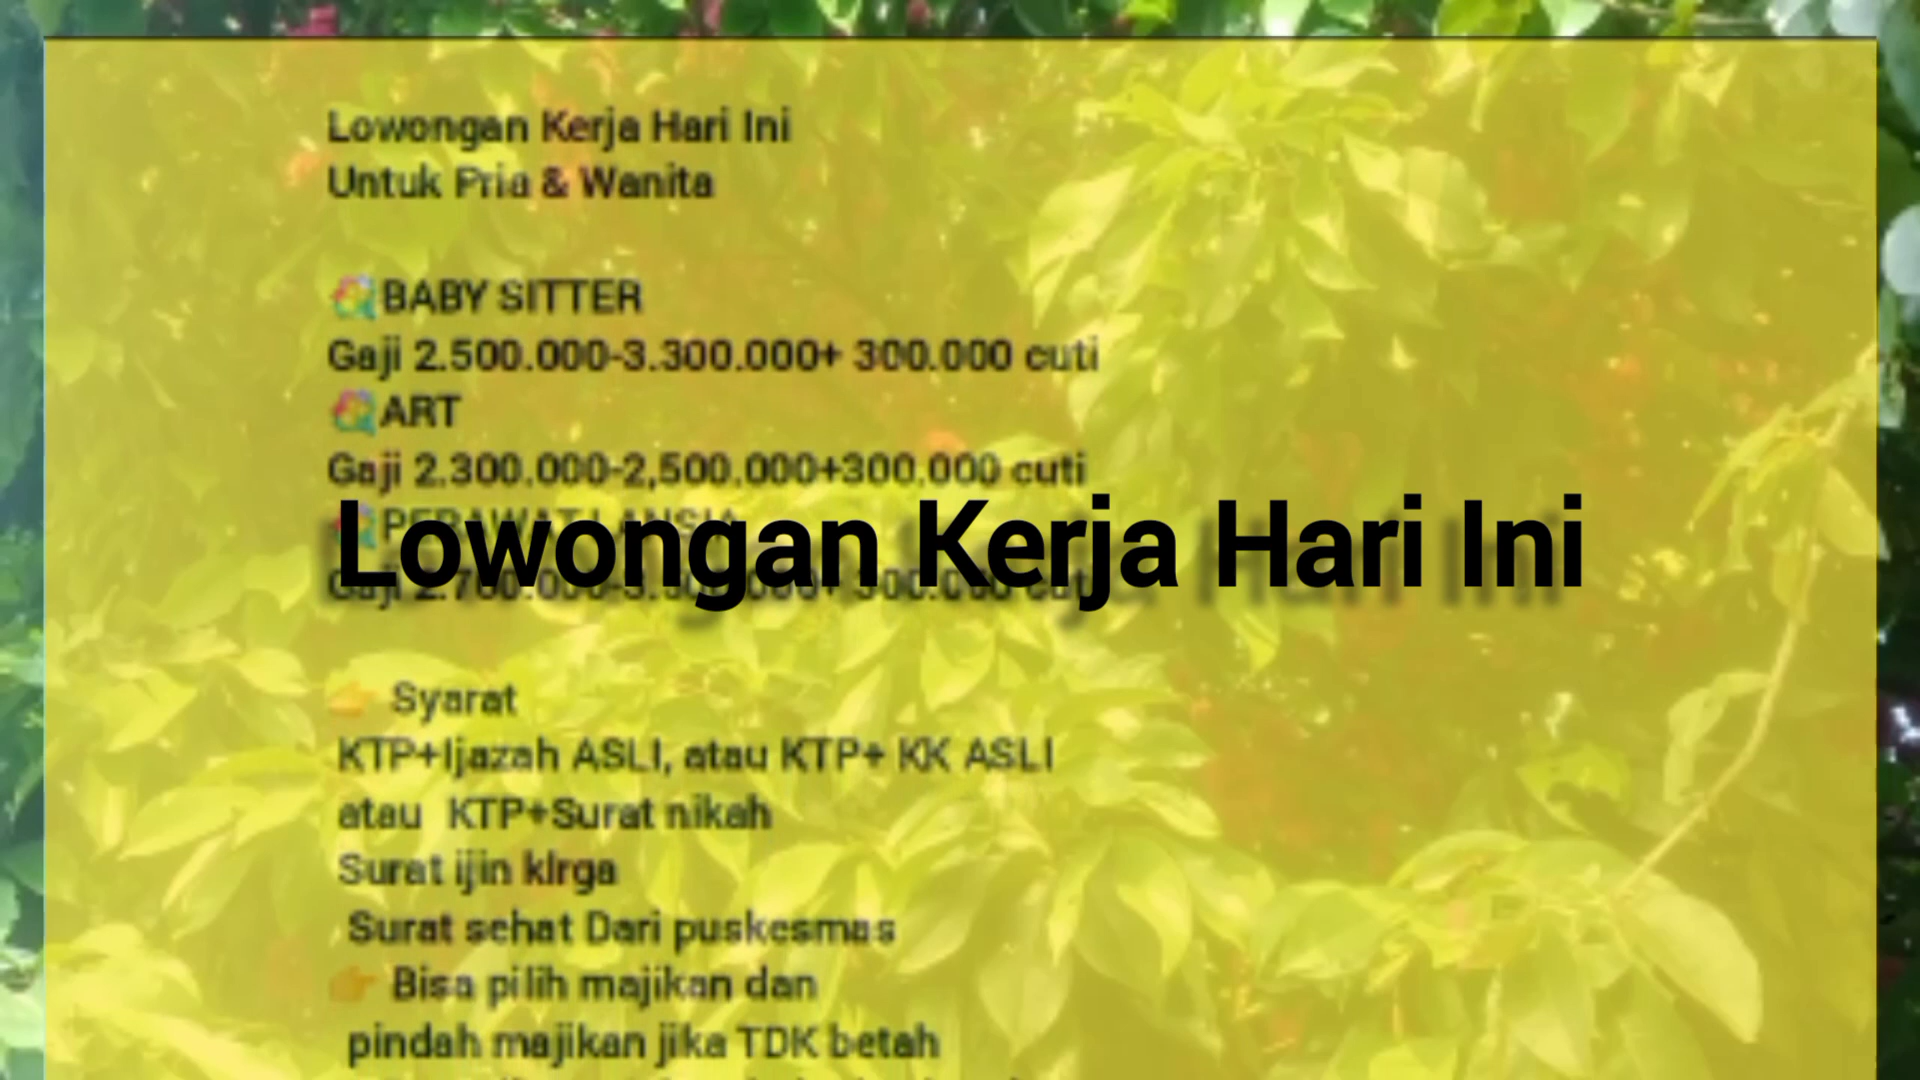 Lowongan Kerja Hari Ini
Untuk Pria & Wanita
BABY SITTER
Gaji 2.500.000-3.300.000+ 300.000 cuti
ART
Gaji 2.300.000-2,500.000+300.000 cuti
PERAWAT LANSIA
Lowongan Kerja Hari Ini
Gaji
Syarat
KTP+Ijazah ASLI, atau KTP+ KK ASLI
atau KTP+Surat nikah
Surat ijin klrga
Surat sehat Dari puskesmas
Bisa pilih majikan dan
pindah majikan jika TDK betah